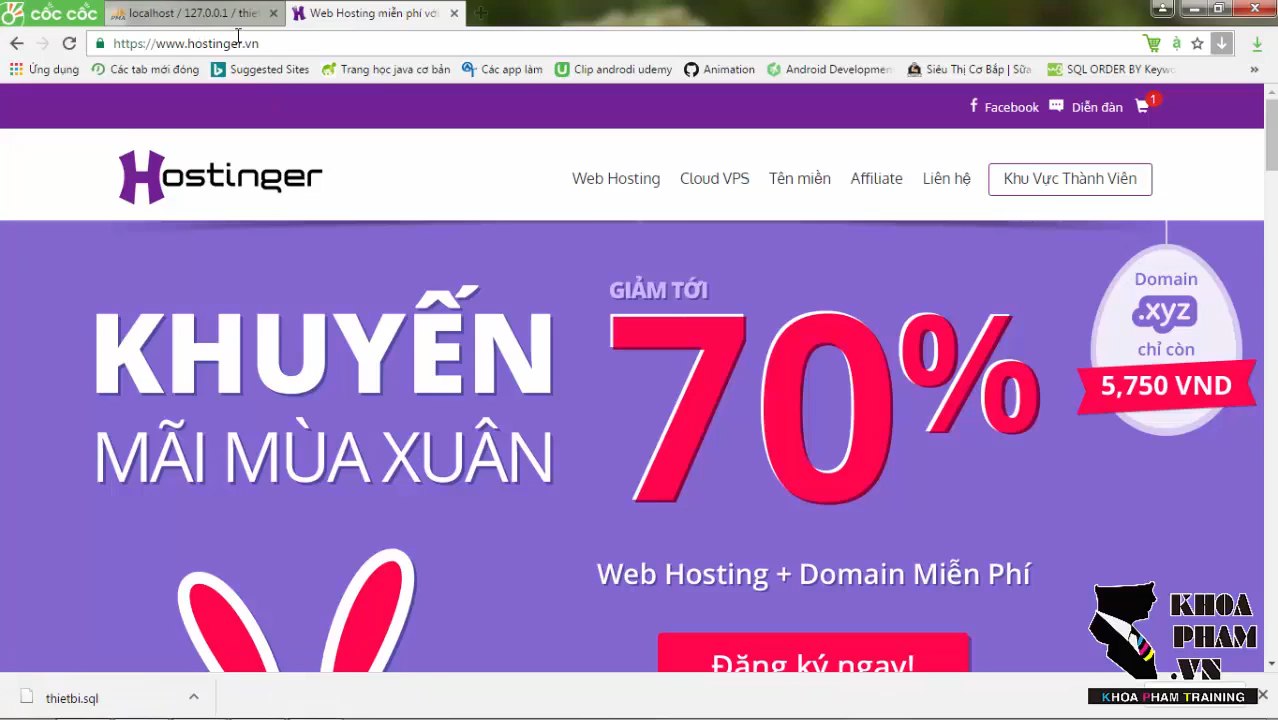 cốc cốc
localhost / 127.0.0.1 / thiet
Web Hosting miễn phí với
https://www.hostinger.vn
Ứng dụng
Các tab mới đóng
Suggested Sites
Trang học java cơ bản
Các app làm
Clip androdi udemy
Animation
Android Developmen
Siêu Thị Cơ Bắp | Sữa
SQL ORDER BY Keywo
Facebook
Diễn đàn
1
Hostinger
Web Hosting
Cloud VPS
Tên miền
Affiliate
Liên hệ
Khu Vực Thành Viên
KHUYẾN
MÃI MÙA XUÂN
GIẢM TỚI
70%
Domain
.xyz
chỉ còn
5,750 VND
Web Hosting + Domain Miễn Phí
Đăng ký ngay!
KHOA
PHAM
.VN
KHOA PHAM TRAINING
thietbi.sql